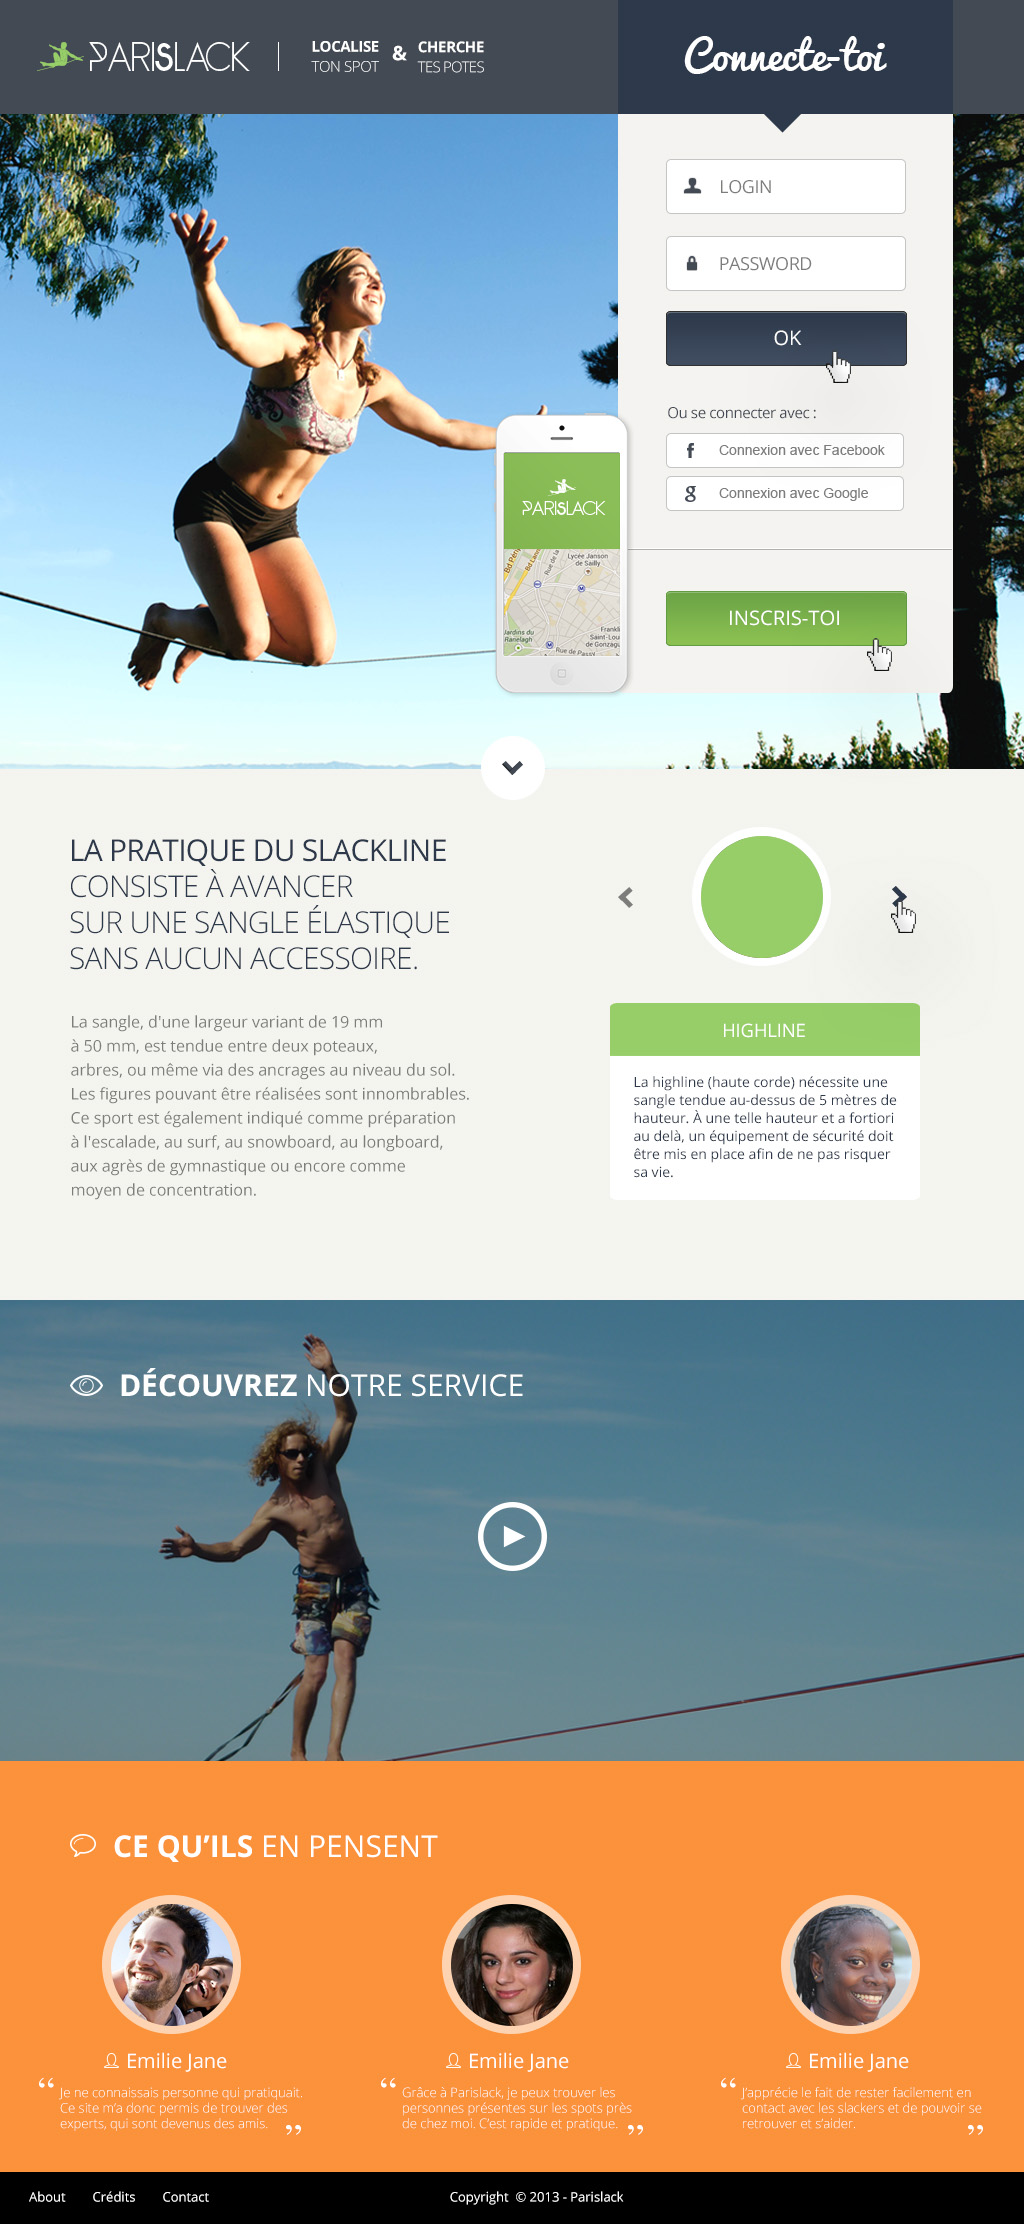 PARISLACK
LOCALISE & CHERCHE
TON SPOT TES POTES
Connecte-toi
LOGIN
PASSWORD
OK
Ou se connecter avec :
f Connexion avec Facebook
g Connexion avec Google
INSCRIS-TOI
PARISLACK
Lycée Janson
de Sailly
Bd Lan
Rue de la
Jardins du
Ranelagh
Frankli
Saint-Lou
de Gonzag
Rue de Passy
LA PRATIQUE DU SLACKLINE
CONSISTE À AVANCER
SUR UNE SANGLE ÉLASTIQUE
SANS AUCUN ACCESSOIRE.
La sangle, d'une largeur variant de 19 mm
à 50 mm, est tendue entre deux poteaux,
arbres, ou même via des ancrages au niveau du sol.
Les figures pouvant être réalisées sont innombrables.
Ce sport est également indiqué comme préparation
à l'escalade, au surf, au snowboard, au longboard,
aux agrès de gymnastique ou encore comme
moyen de concentration.
HIGHLINE
La highline (haute corde) nécessite une
sangle tendue au-dessus de 5 mètres de
hauteur. À une telle hauteur et a fortiori
au delà, un équipement de sécurité doit
être mis en place afin de ne pas risquer
sa vie.
DÉCOUVREZ NOTRE SERVICE
CE QU'ILS EN PENSENT
Emilie Jane
“ Je ne connaissais personne qui pratiquait.
Ce site m'a donc permis de trouver des
experts, qui sont devenus des amis. ”
Emilie Jane
“ Grâce à Parislack, je peux trouver les
personnes présentes sur les spots près
de chez moi. C'est rapide et pratique. ”
Emilie Jane
“ J'apprécie le fait de rester facilement en
contact avec les slackers et de pouvoir se
retrouver et s'aider. ”
About Crédits Contact Copyright © 2013 - Parislack